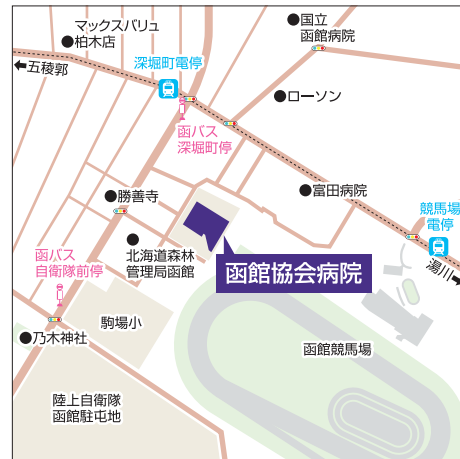 マックスバリュ
柏木店
国立
函館病院
五稜郭
深堀町電停
ローソン
函バス
深堀町停
富田病院
勝善寺
競馬場
電停
函バス
自衛隊前停
北海道森林
管理局函館
函館協会病院
湯川
駒場小
乃木神社
函館競馬場
陸上自衛隊
函館駐屯地